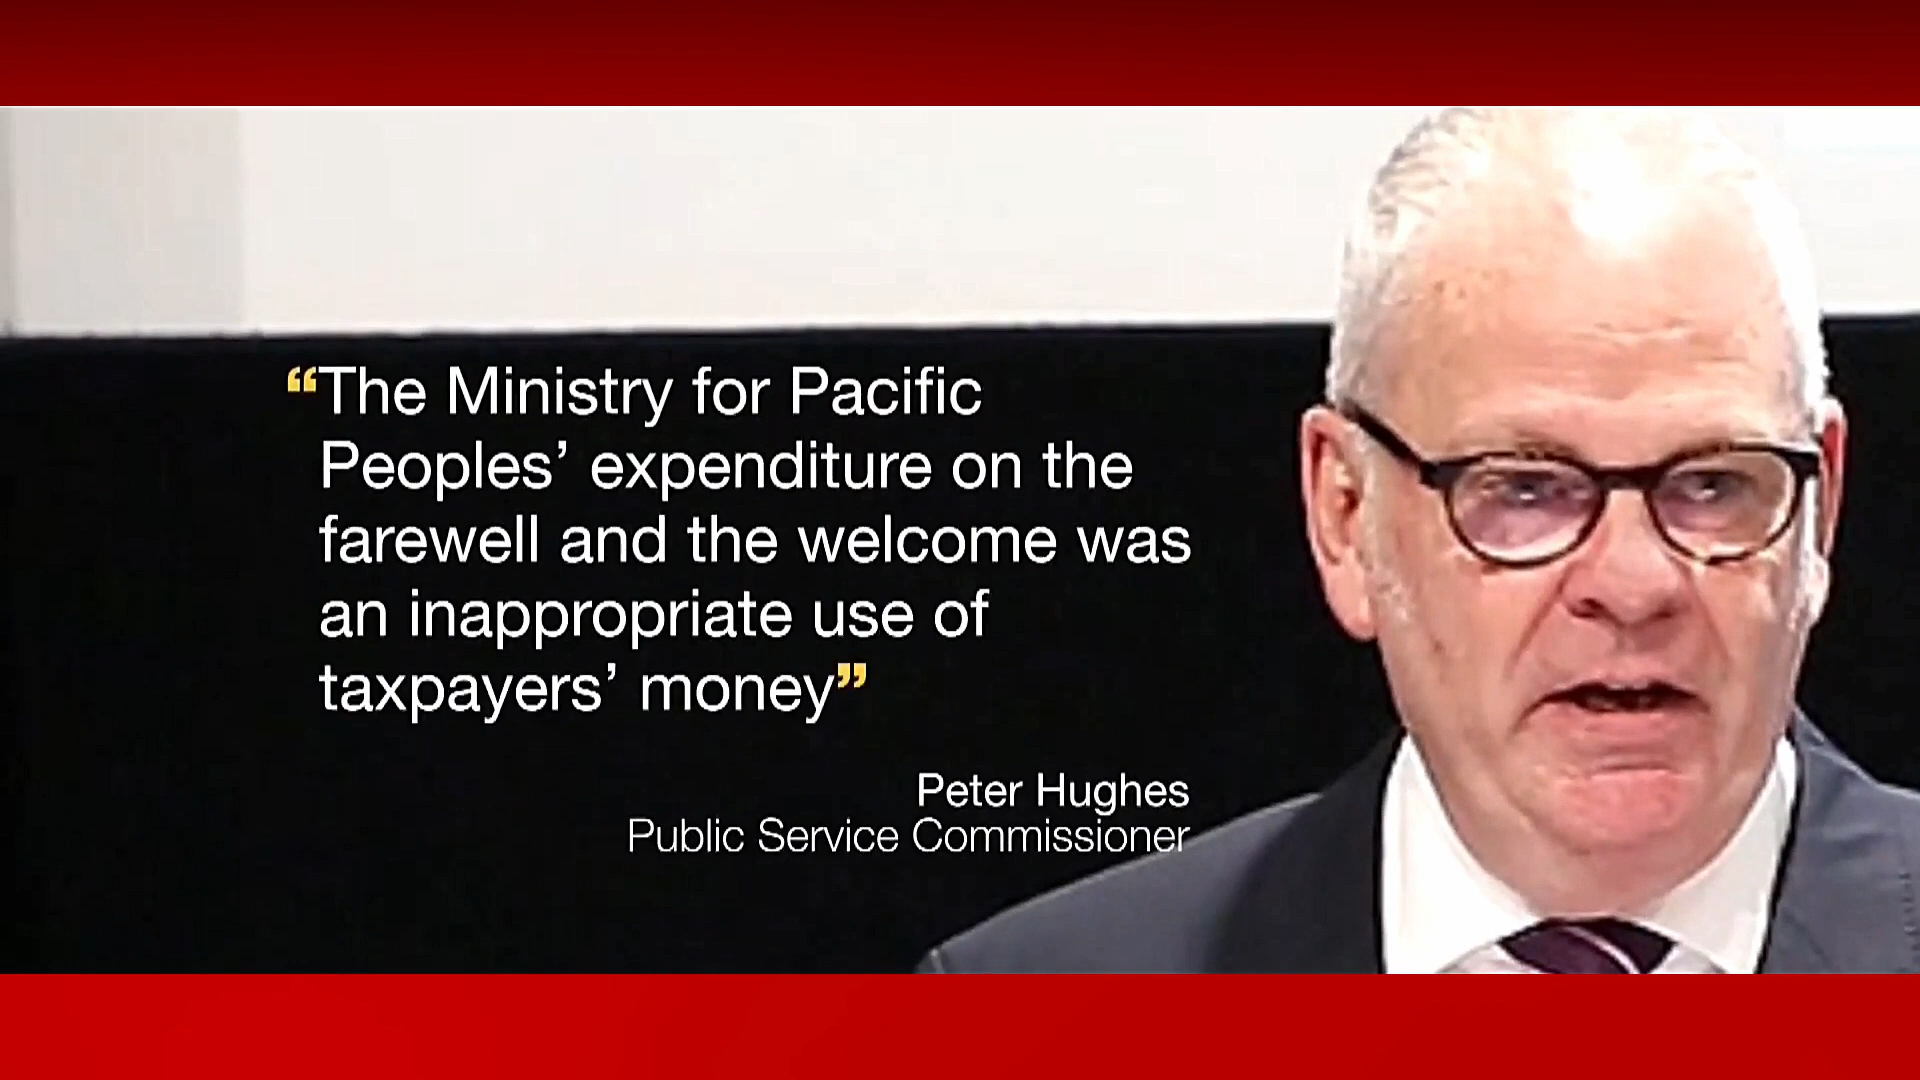 “The Ministry for Pacific
Peoples’ expenditure on the
farewell and the welcome was
an inappropriate use of
taxpayers’ money”
Peter Hughes
Public Service Commissioner